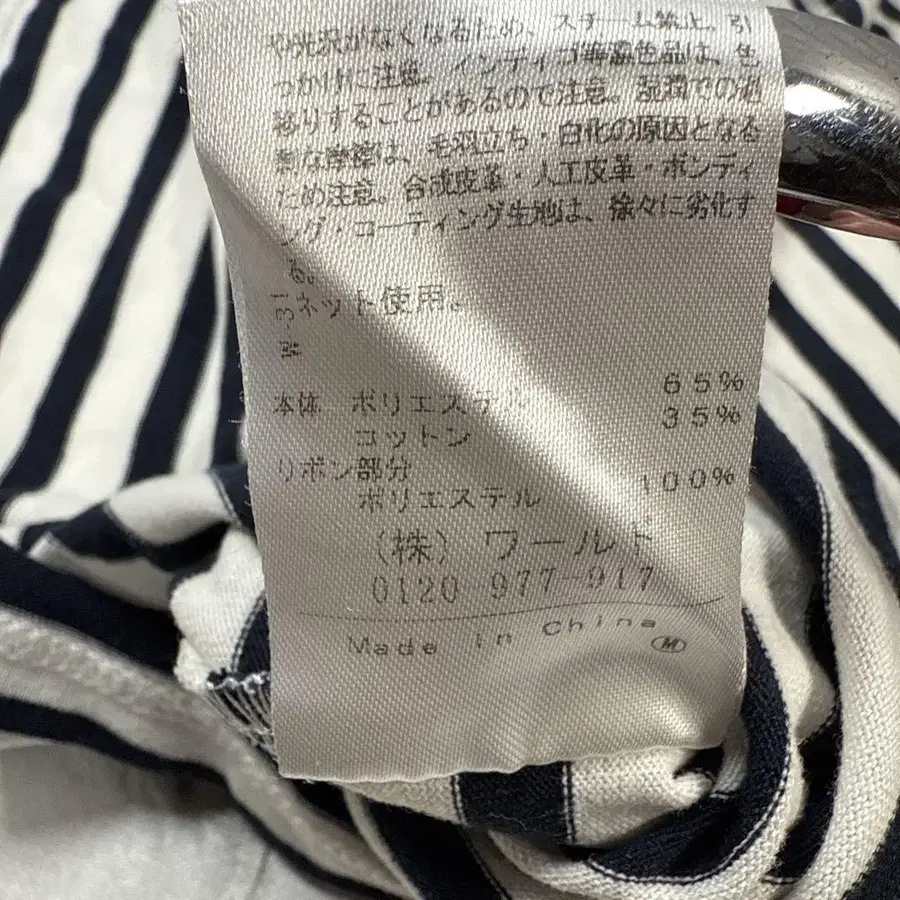 や光沢がなくなるため、スチーム禁止。引
っかけに注意。インディゴ等濃色品は、色
移りすることがあるので注意。湿潤での過
剰な摩擦は、毛羽立ち・白化の原因となる
ため注意。合成皮革・人工皮革・ボンディ
ング・コーティング生地は、徐々に劣化す
る。
ネット使用。
本体 ポリエステル 65%
コットン 35%
リボン部分
ポリエステル 100%
(株) ワールド
0120 977-917
Made in China M